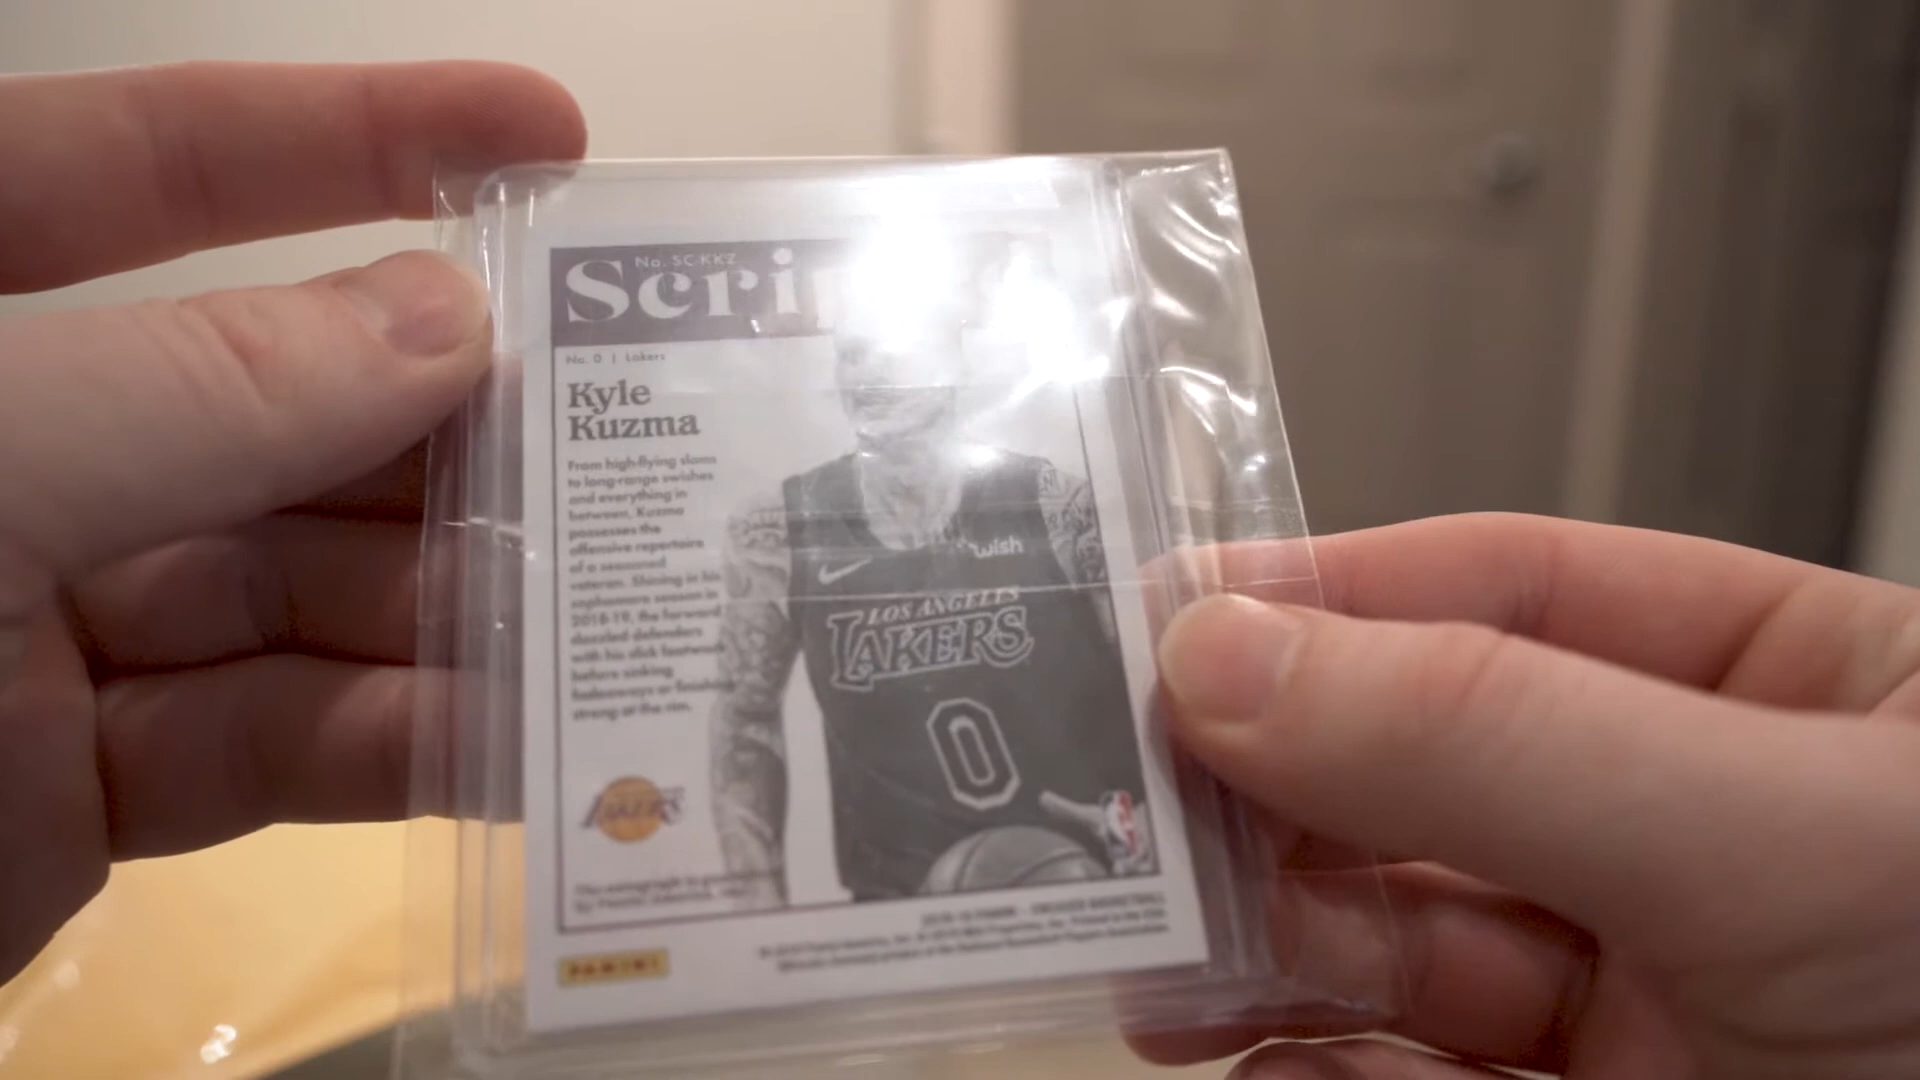 No. SC-KKZ
Scri
No. 0 | Lakers
Kyle
Kuzma
From high-flying slams
to long-range swishes
and everything in
between, Kuzma
possesses the
offensive repertoire
of a seasoned
veteran. Shining in his
sophomore season in
2018-19, the forward
dazzled defenders
with his slick footwork
before sinking
fadeaways or finishing
strong at the rim.
wish
LOS ANGELES
LAKERS
0
LAKERS
PANINI